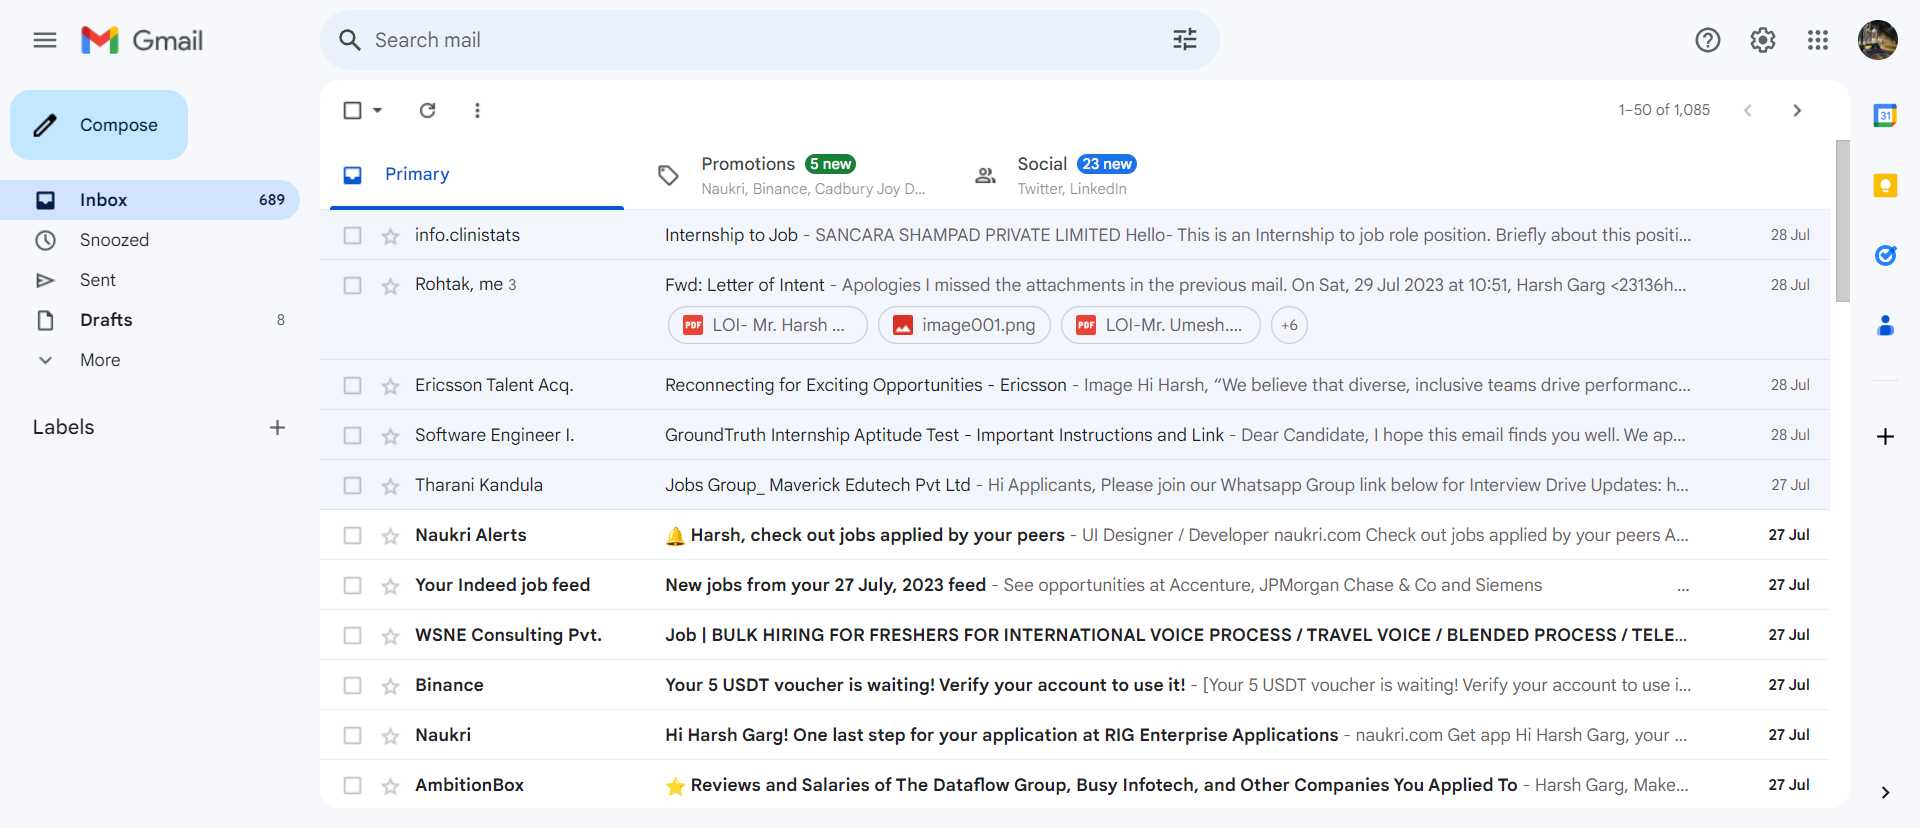 Gmail
Search mail
Compose
1–50 of 1,085
Inbox 689
Snoozed
Sent
Drafts 8
More
Labels
Primary
Promotions 5 new
Naukri, Binance, Cadbury Joy D...
Social 23 new
Twitter, LinkedIn
info.clinistats Internship to Job - SANCARA SHAMPAD PRIVATE LIMITED Hello- This is an Internship to job role position. Briefly about this positi... 28 Jul
Rohtak, me 3 Fwd: Letter of Intent - Apologies I missed the attachments in the previous mail. On Sat, 29 Jul 2023 at 10:51, Harsh Garg <23136h... 28 Jul
PDF LOI- Mr. Harsh ... image001.png PDF LOI-Mr. Umesh.... +6
Ericsson Talent Acq. Reconnecting for Exciting Opportunities - Ericsson - Image Hi Harsh, “We believe that diverse, inclusive teams drive performanc... 28 Jul
Software Engineer I. GroundTruth Internship Aptitude Test - Important Instructions and Link - Dear Candidate, I hope this email finds you well. We ap... 28 Jul
Tharani Kandula Jobs Group_ Maverick Edutech Pvt Ltd - Hi Applicants, Please join our Whatsapp Group link below for Interview Drive Updates: h... 27 Jul
Naukri Alerts 🔔 Harsh, check out jobs applied by your peers - UI Designer / Developer naukri.com Check out jobs applied by your peers A... 27 Jul
Your Indeed job feed New jobs from your 27 July, 2023 feed - See opportunities at Accenture, JPMorgan Chase & Co and Siemens ... 27 Jul
WSNE Consulting Pvt. Job | BULK HIRING FOR FRESHERS FOR INTERNATIONAL VOICE PROCESS / TRAVEL VOICE / BLENDED PROCESS / TELE... 27 Jul
Binance Your 5 USDT voucher is waiting! Verify your account to use it! - [Your 5 USDT voucher is waiting! Verify your account to use i... 27 Jul
Naukri Hi Harsh Garg! One last step for your application at RIG Enterprise Applications - naukri.com Get app Hi Harsh Garg, your ... 27 Jul
AmbitionBox ⭐ Reviews and Salaries of The Dataflow Group, Busy Infotech, and Other Companies You Applied To - Harsh Garg, Make... 27 Jul
31